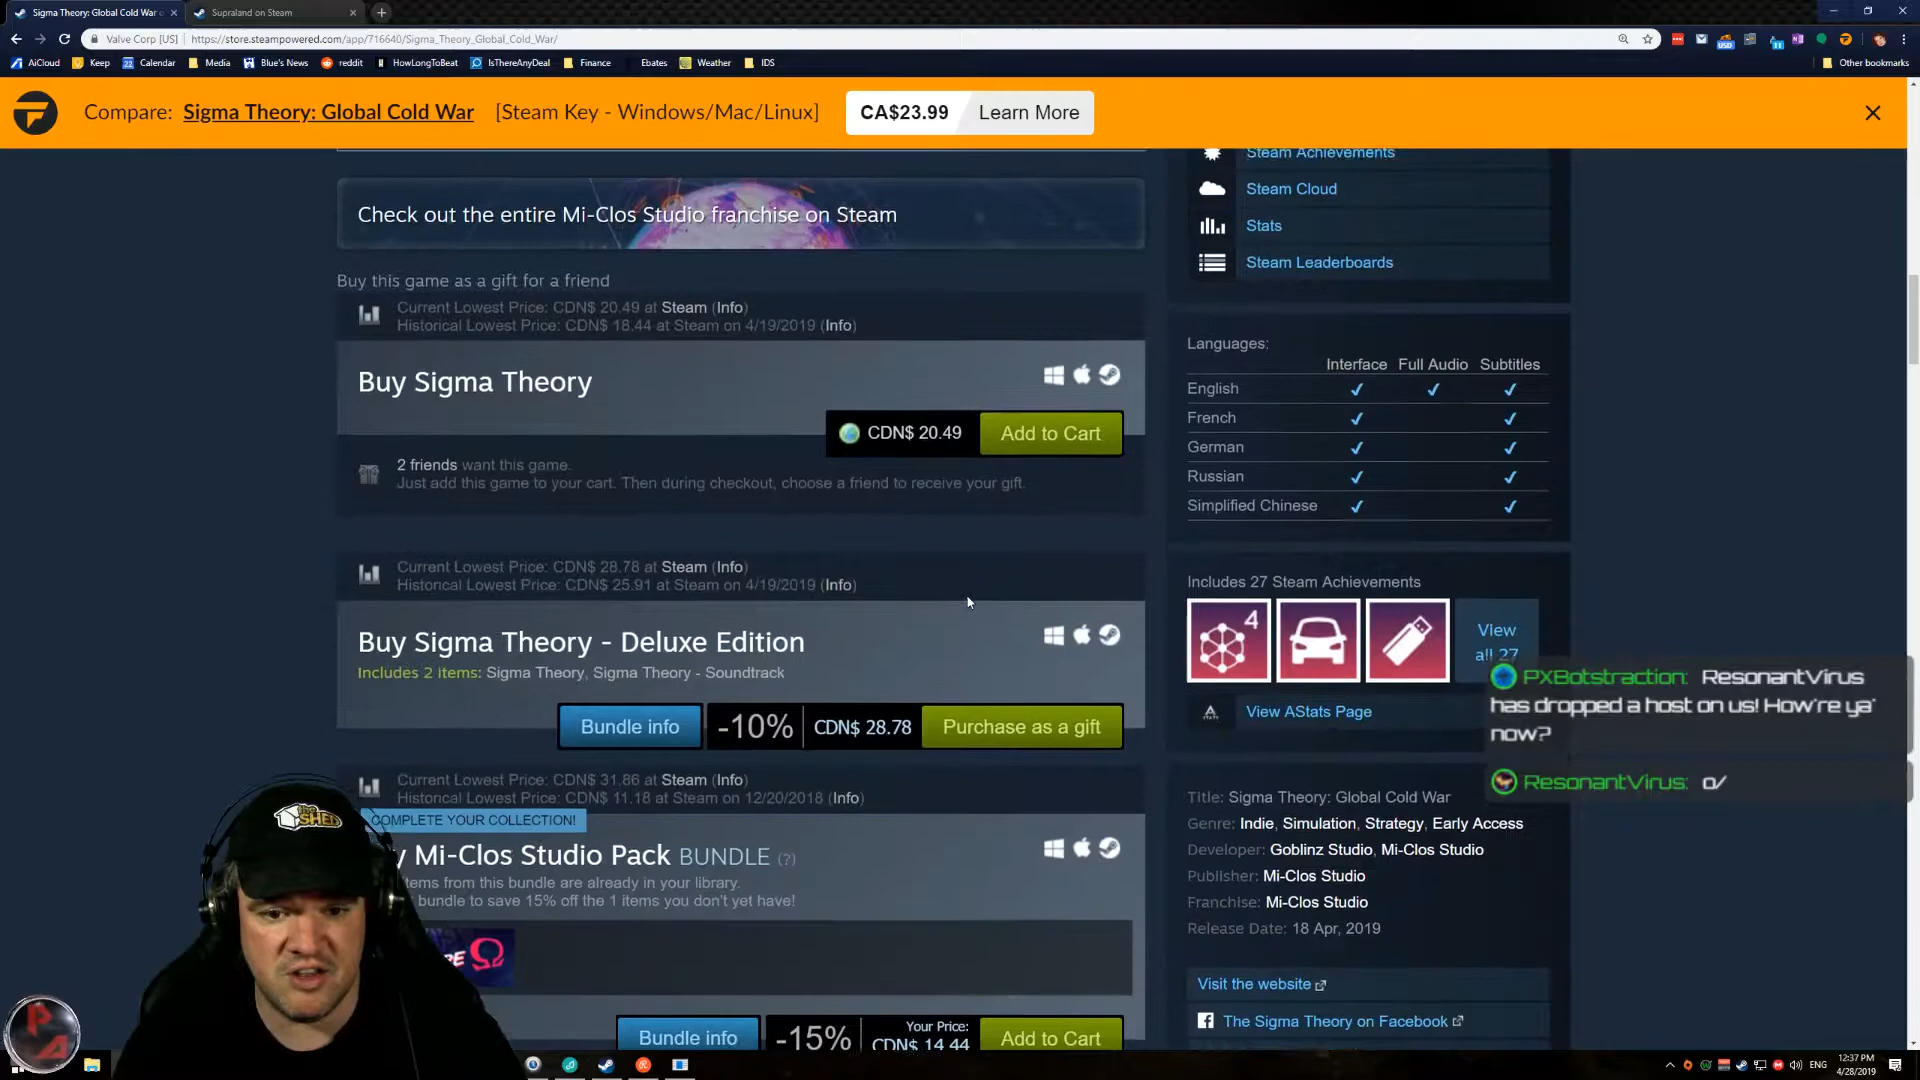 Sigma Theory: Global Cold War
Supraland on Steam
Valve Corp [US]
https://store.steampowered.com/app/716640/Sigma_Theory_Global_Cold_War/
AiCloud
Keep
Calendar
Media
Blue's News
reddit
HowLongToBeat
IsThereAnyDeal
Finance
Ebates
Weather
IDS
Other bookmarks
Compare: Sigma Theory: Global Cold War [Steam Key - Windows/Mac/Linux]
CA$23.99
Learn More
Check out the entire Mi-Clos Studio franchise on Steam
Buy this game as a gift for a friend
Current Lowest Price: CDN$ 20.49 at Steam (Info)
Historical Lowest Price: CDN$ 18.44 at Steam on 4/19/2019 (Info)
Buy Sigma Theory
CDN$ 20.49
Add to Cart
2 friends want this game.
Just add this game to your cart. Then during checkout, choose a friend to receive your gift.
Current Lowest Price: CDN$ 28.78 at Steam (Info)
Historical Lowest Price: CDN$ 25.91 at Steam on 4/19/2019 (Info)
Buy Sigma Theory - Deluxe Edition
Includes 2 items: Sigma Theory, Sigma Theory - Soundtrack
Bundle info
-10%
CDN$ 28.78
Purchase as a gift
Current Lowest Price: CDN$ 31.86 at Steam (Info)
Historical Lowest Price: CDN$ 11.18 at Steam on 12/20/2018 (Info)
COMPLETE YOUR COLLECTION!
Mi-Clos Studio Pack BUNDLE (?)
items from this bundle are already in your library.
bundle to save 15% off the 1 items you don't yet have!
Bundle info
-15%
Your Price:
CDN$ 14.44
Add to Cart
Steam Achievements
Steam Cloud
Stats
Steam Leaderboards
Languages:
Interface Full Audio Subtitles
English
French
German
Russian
Simplified Chinese
Includes 27 Steam Achievements
4
View
all 27
View AStats Page
PXBotstraction: ResonantVirus
has dropped a host on us! How're ya'
now?
ResonantVirus: o/
Title: Sigma Theory: Global Cold War
Genre: Indie, Simulation, Strategy, Early Access
Developer: Goblinz Studio, Mi-Clos Studio
Publisher: Mi-Clos Studio
Franchise: Mi-Clos Studio
Release Date: 18 Apr, 2019
Visit the website
The Sigma Theory on Facebook
the SHED
PA
ENG
12:37 PM
4/28/2019